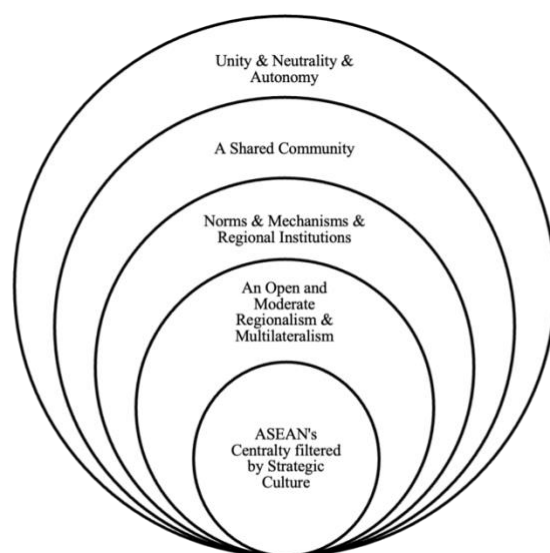 Unity & Neutrality &
Autonomy
A Shared Community
Norms & Mechanisms &
Regional Institutions
An Open and
Moderate
Regionalism &
Multilateralism
ASEAN's
Centralty filtered
by Strategic
Culture